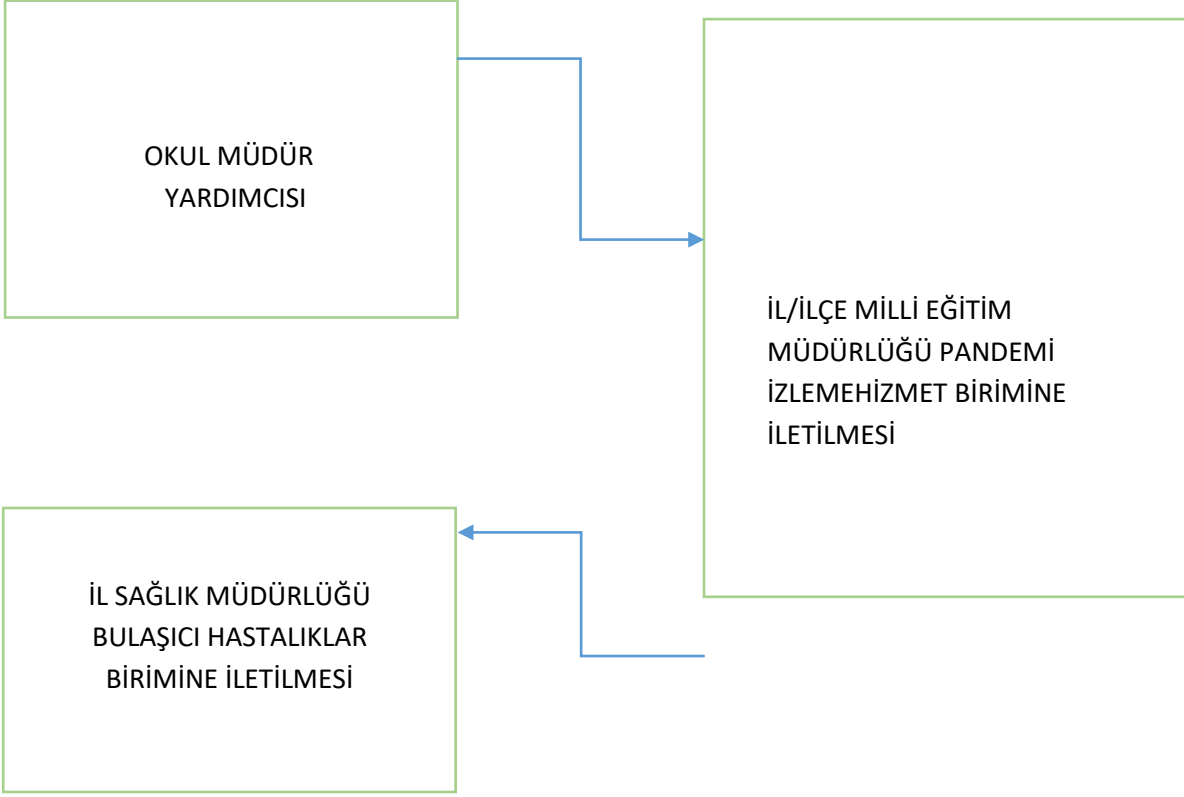 OKUL MÜDÜR
YARDIMCISI
İL/İLÇE MİLLİ EĞİTİM
MÜDÜRLÜĞÜ PANDEMİ
İZLEMEHİZMET BİRİMİNE
İLETİLMESİ
İL SAĞLIK MÜDÜRLÜĞÜ
BULAŞICI HASTALIKLAR
BİRİMİNE İLETİLMESİ